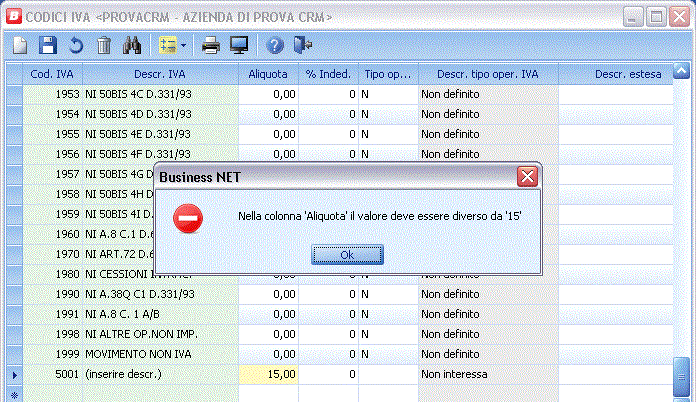 CODICI IVA <PROVACRM - AZIENDA DI PROVA CRM>
Cod. IVA Descr. IVA Aliquota % Inded. Tipo op... Descr. tipo oper. IVA Descr. estesa
1953 NI 50BIS 4C D.331/93 0,00 0 N Non definito
1954 NI 50BIS 4D D.331/93 0,00 0 N Non definito
1955 NI 50BIS 4E D.331/93 0,00 0 N Non definito
1956 NI 50BIS 4F D.331/93 0,00 0 N Non definito
1957 NI 50BIS 4G
1958 NI 50BIS 4H
1959 NI 50BIS 4I D
1960 NI A.8 C.1 D.6
1970 NI ART.72 D.6
1980 NI CESSIONI 0,00 0 N Non definito
1990 NI A.38Q C1 D.331/93 0,00 0 N Non definito
1991 NI A.8 C. 1 A/B 0,00 0 N Non definito
1998 NI ALTRE OP.NON IMP. 0,00 0 N Non definito
1999 MOVIMENTO NON IVA 0,00 0 N Non definito
5001 (inserire descr.) 15,00 0 Non interessa
Business NET
Nella colonna 'Aliquota' il valore deve essere diverso da '15'
Ok